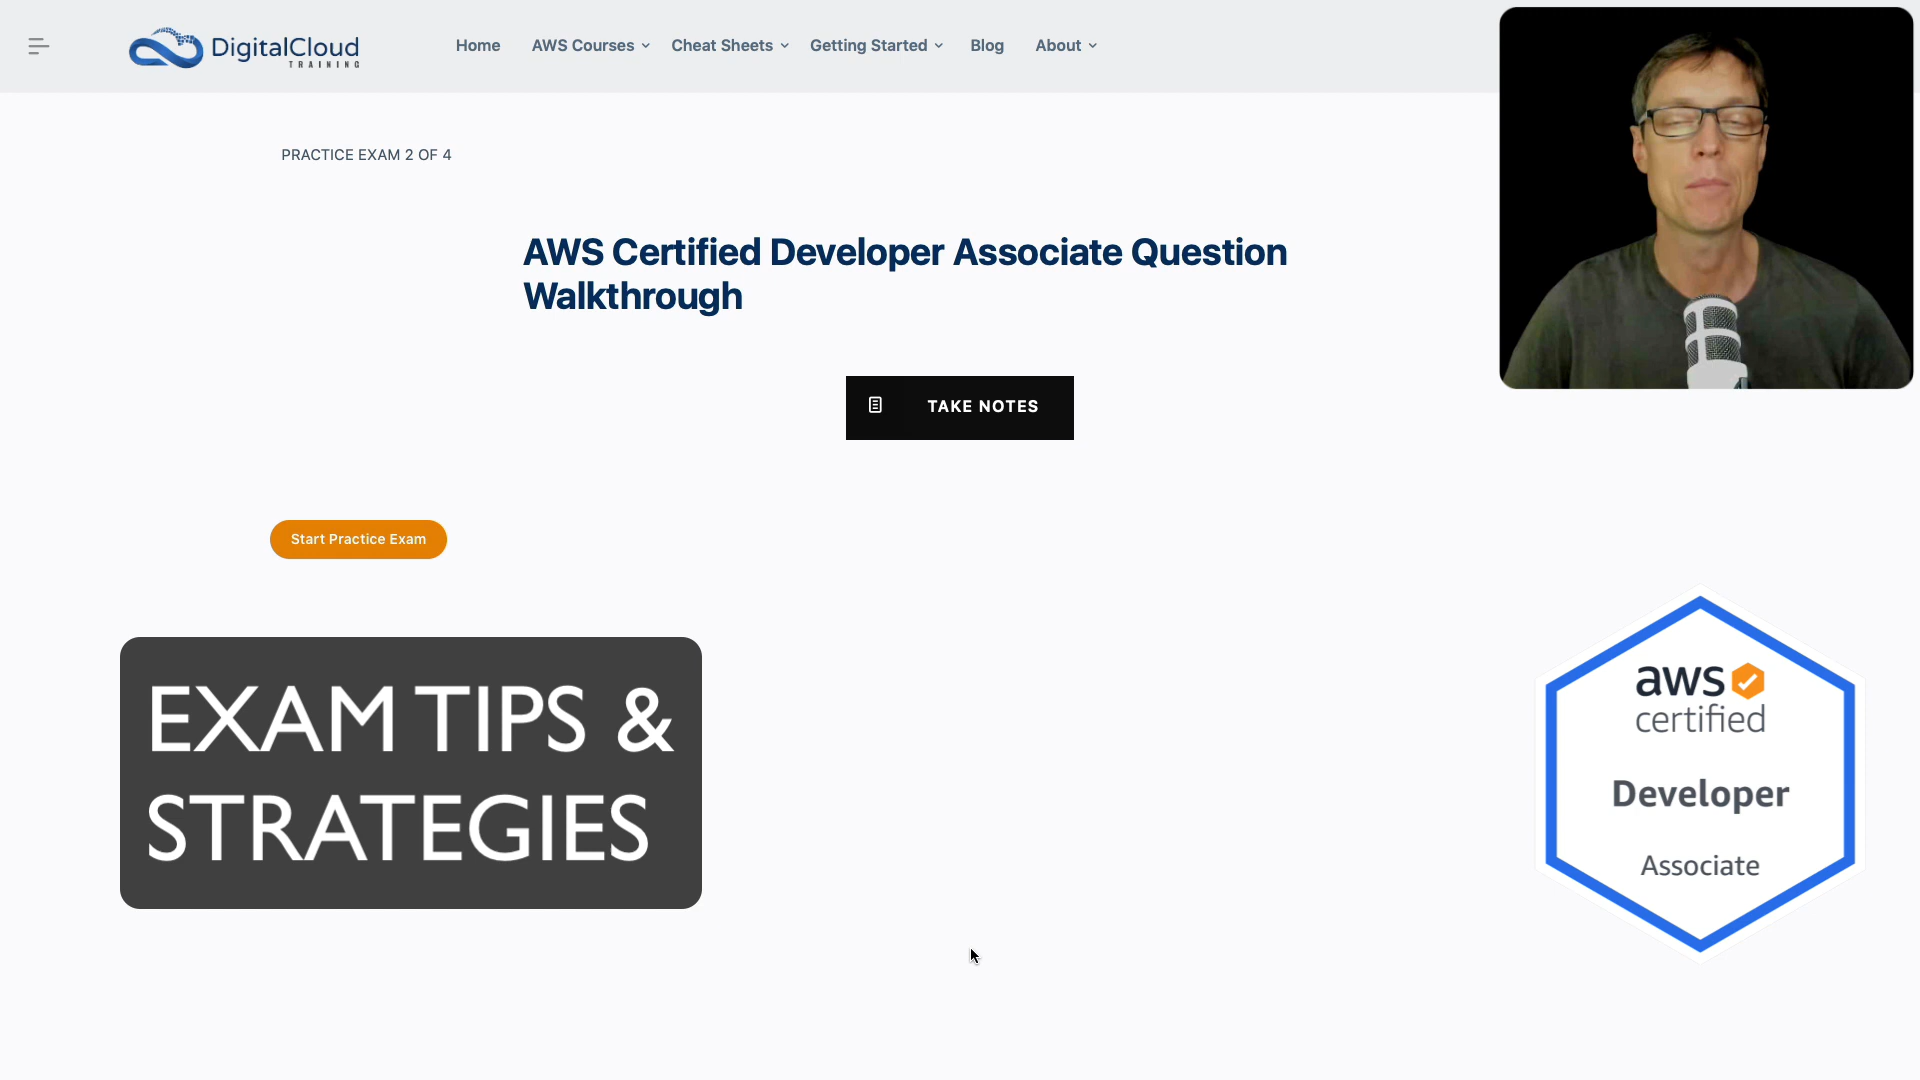 DigitalCloud
TRAINING
Home
AWS Courses
Cheat Sheets
Getting Started
Blog
About
PRACTICE EXAM 2 OF 4
AWS Certified Developer Associate Question
Walkthrough
TAKE NOTES
Start Practice Exam
EXAM TIPS &
STRATEGIES
aws
certified
Developer
Associate